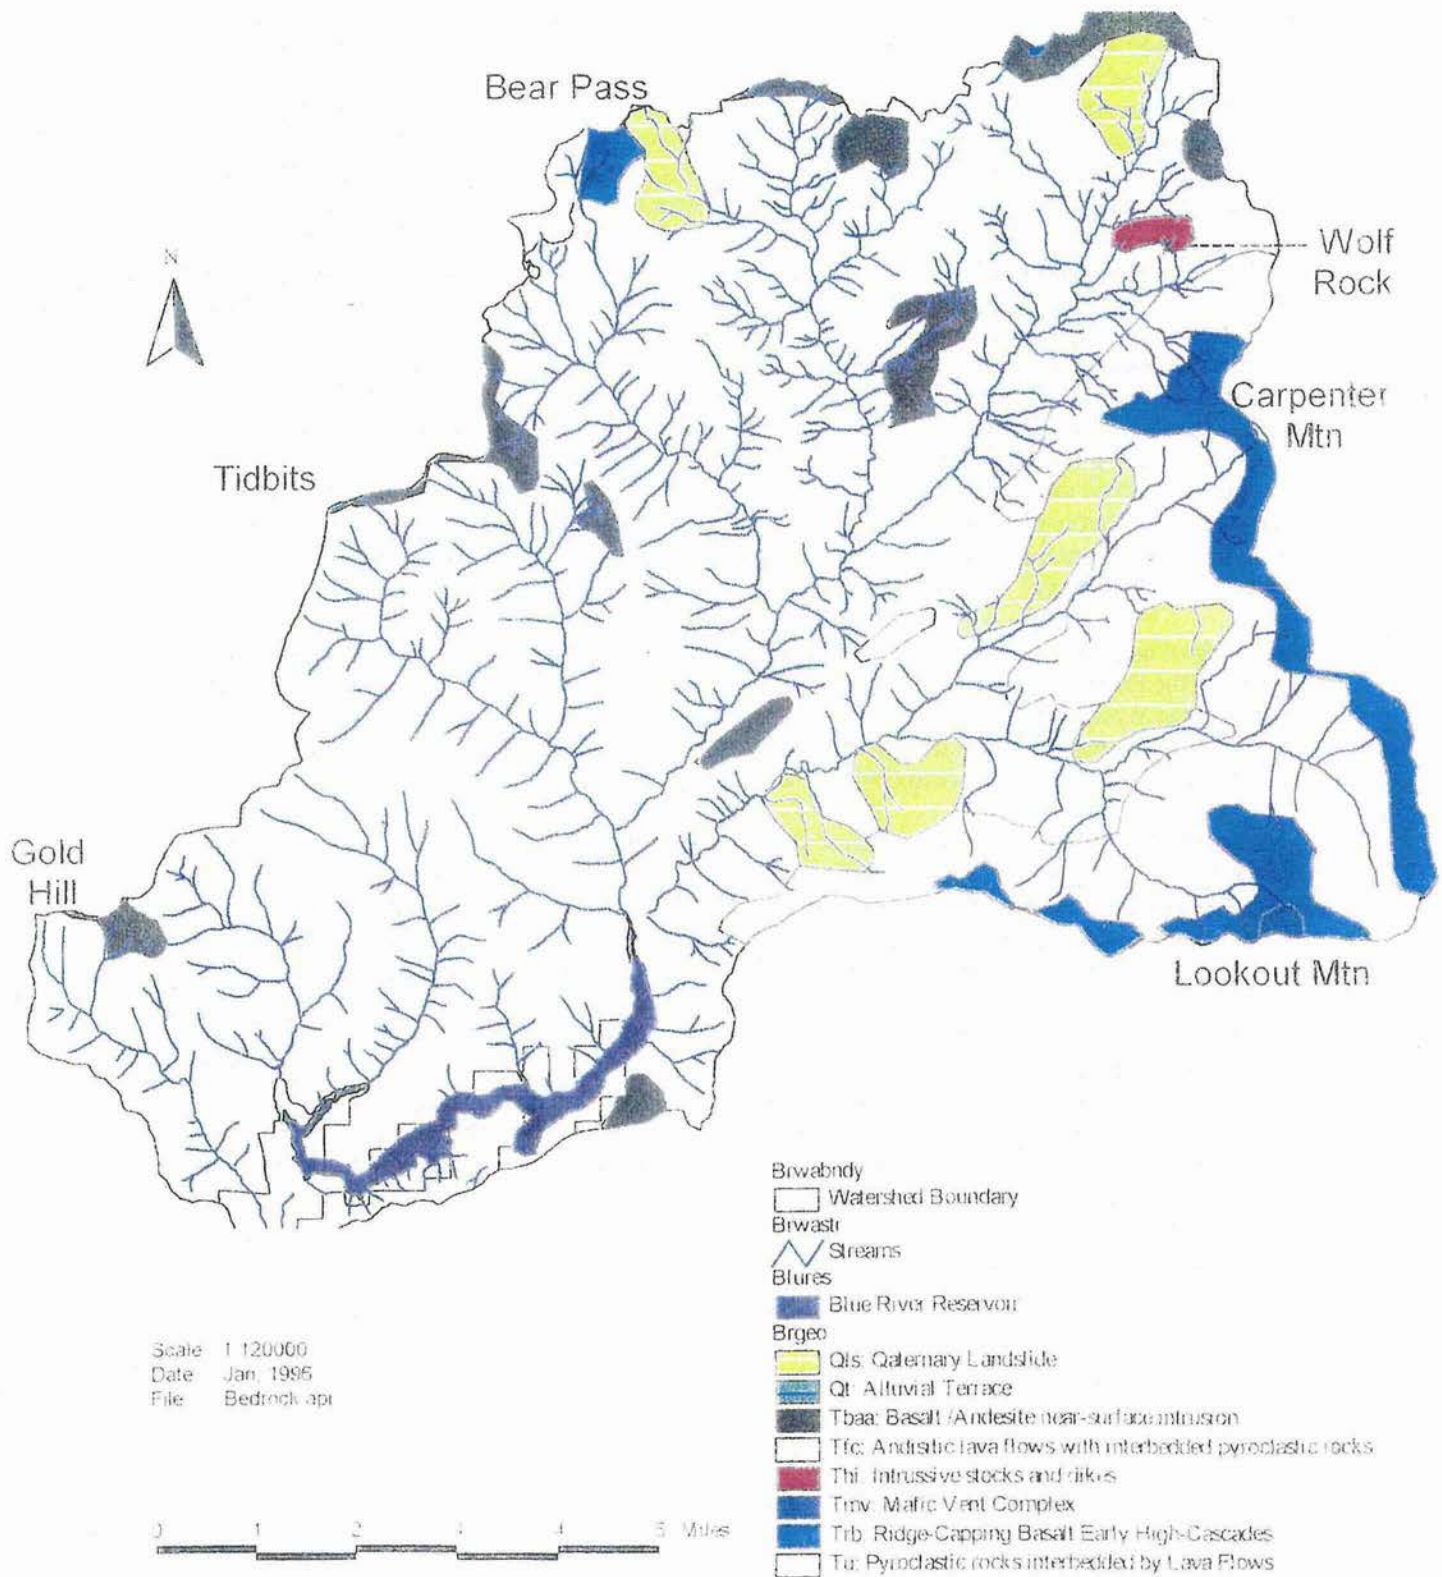 Bear Pass
N
Wolf
Rock
Carpenter
Mtn
Tidbits
Gold
Hill
Lookout Mtn
Brwabndy
Watershed Boundary
Brwastr
Streams
Blures
Blue River Reservoir
Brgeo
Qls: Qaternary Landslide
Qt: Alluvial Terrace
Tbaa: Basalt /Andesite near-surface intrusion
Tfc: Andisitic lava flows with interbedded pyroclastic rocks
Thi: Intrussive stocks and dikes
Tmv: Mafic Vent Complex
Trb: Ridge-Capping Basalt Early High-Cascades
Tu: Pyroclastic rocks interbedded by Lava Flows
Scale 1:120000
Date Jan, 1996
File Bedrock.apr
0 1 2 3 4 5 Miles